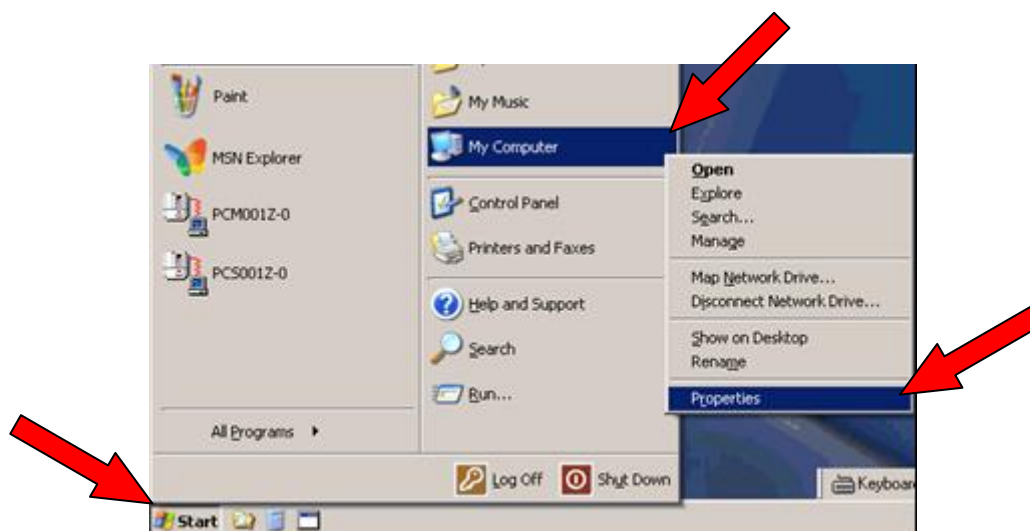 Paint
MSN Explorer
PCM001Z-0
PCS001Z-0
All Programs
My Music
My Computer
Control Panel
Printers and Faxes
Help and Support
Search
Run...
Open
Explore
Search...
Manage
Map Network Drive...
Disconnect Network Drive...
Show on Desktop
Rename
Properties
Log Off
Shut Down
Start